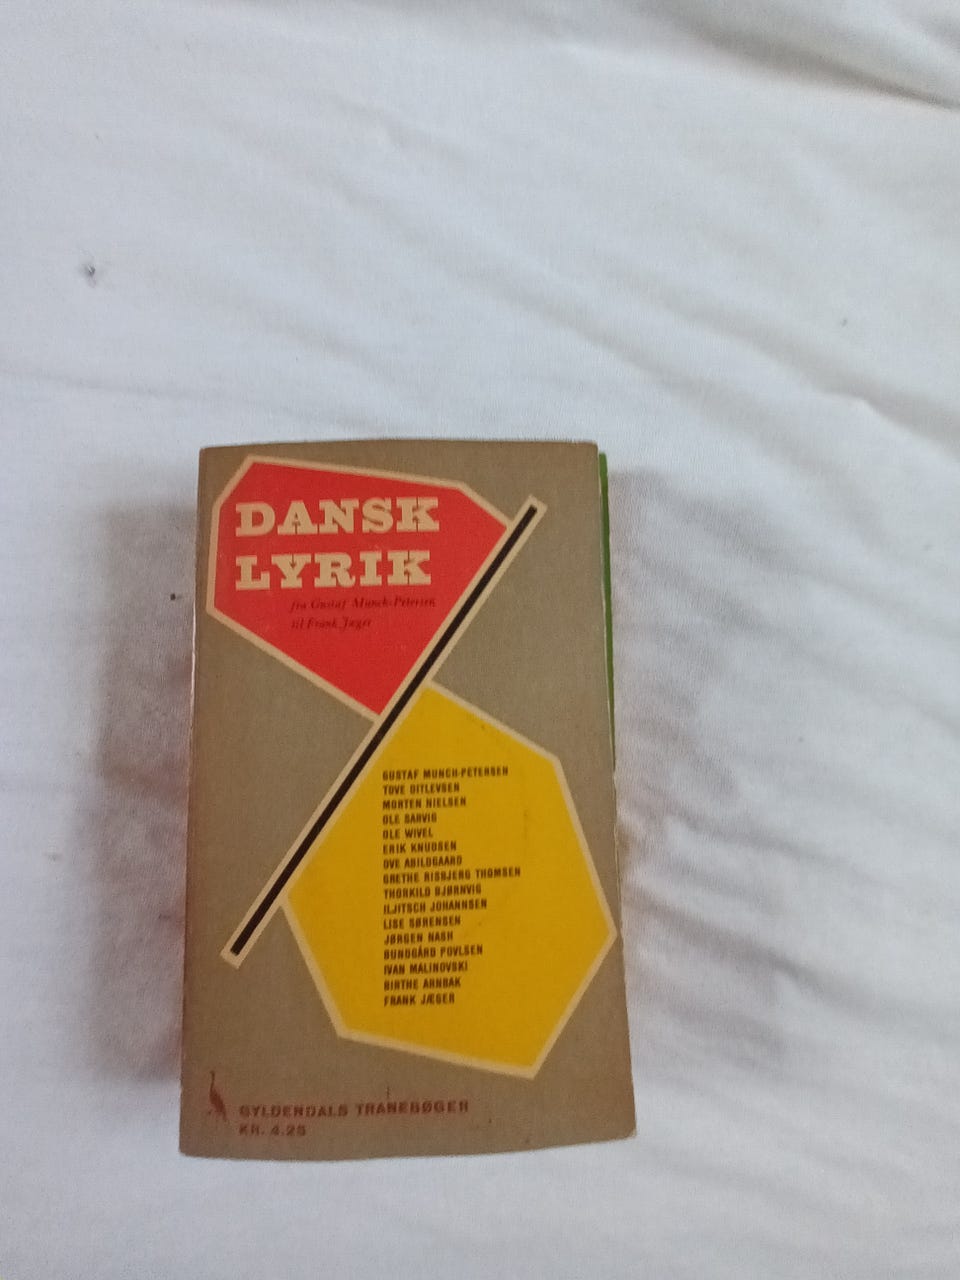 DANSK
LYRIK
fra Gustaf Munch-Petersen
til Frank Jæger
GUSTAF MUNCH-PETERSEN
TOVE DITLEVSEN
MORTEN NIELSEN
OLE SARVIG
OLE WIVEL
ERIK KNUDSEN
OVE ABILDGAARD
GRETHE RISBJERG THOMSEN
THORKILD BJØRNVIG
ILJITSCH JOHANNSEN
LISE SØRENSEN
JØRGEN NASH
BUNDGÅRD POVLSEN
IVAN MALINOVSKI
BIRTHE ARNBAK
FRANK JÆGER
GYLDENDALS TRANEBØGER
KR. 4.25